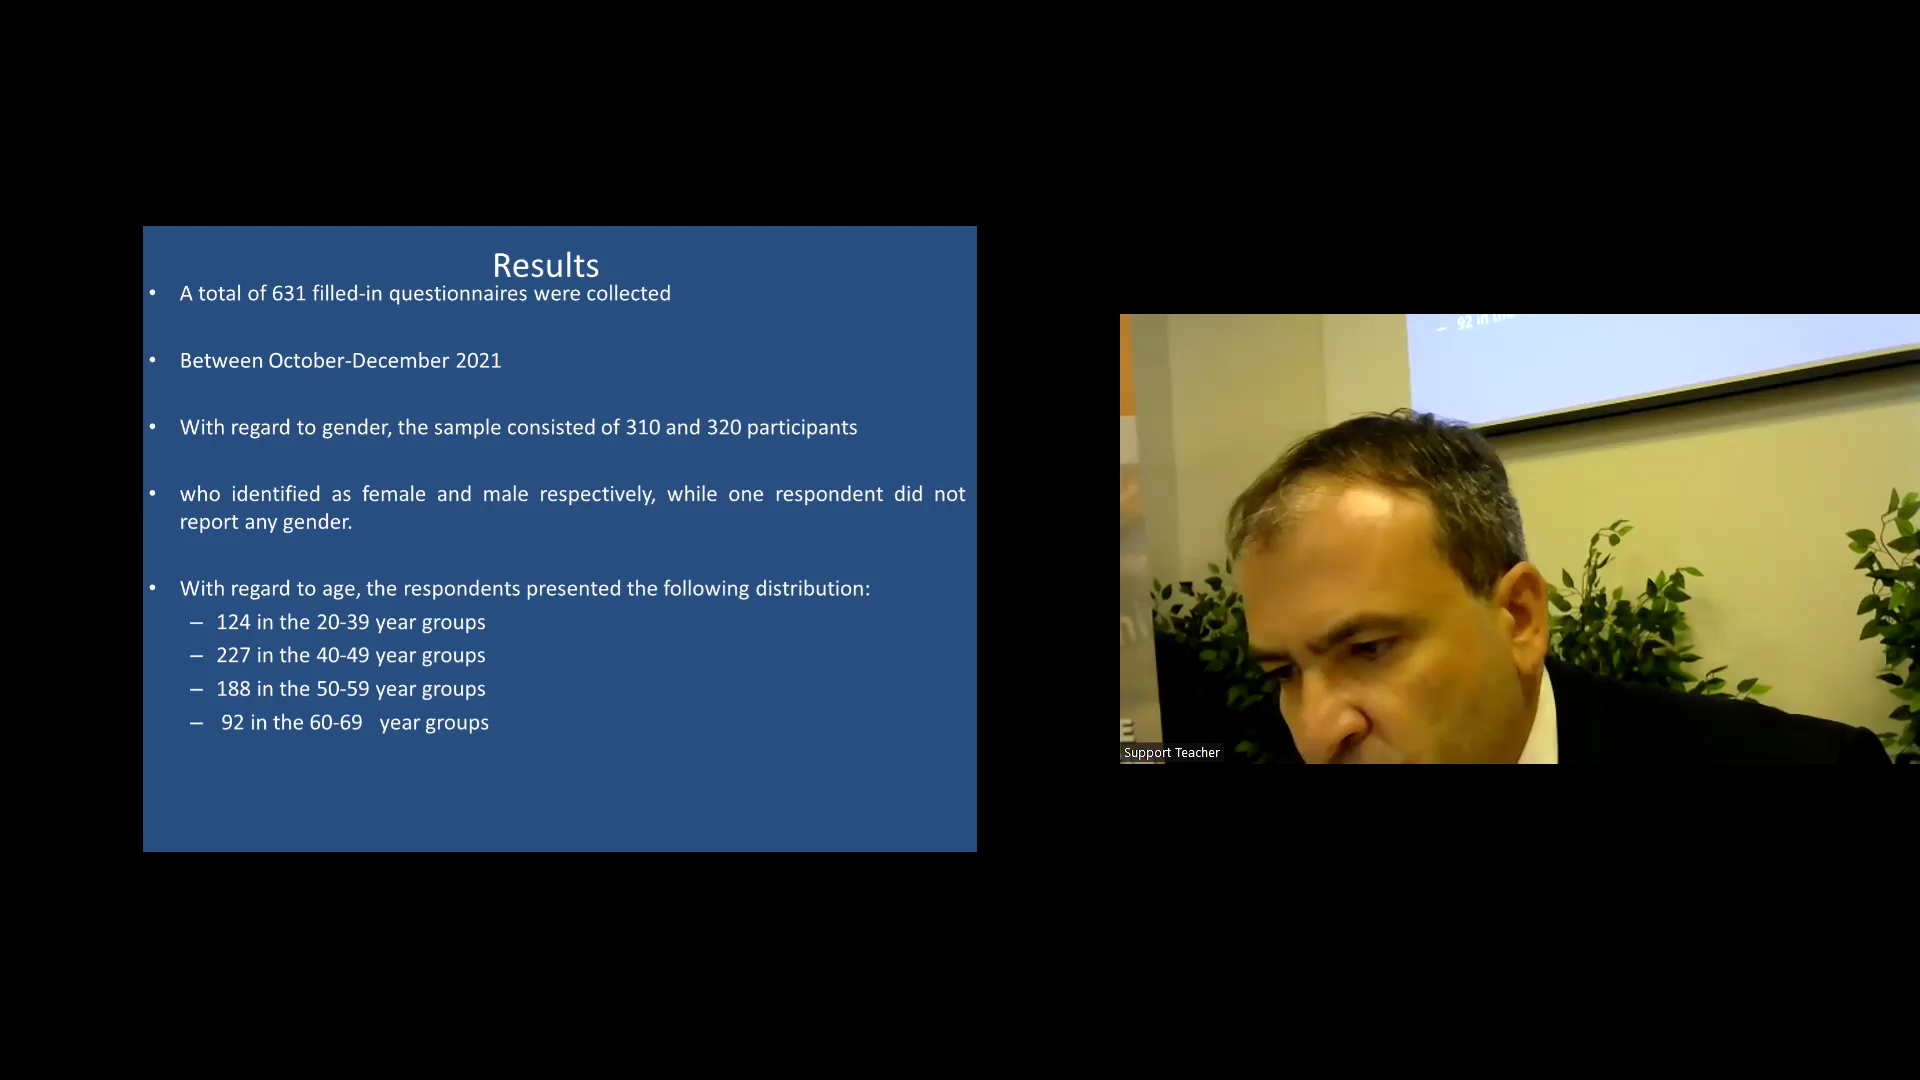 Results
• A total of 631 filled-in questionnaires were collected
• Between October-December 2021
• With regard to gender, the sample consisted of 310 and 320 participants
• who identified as female and male respectively, while one respondent did not
report any gender.
• With regard to age, the respondents presented the following distribution:
– 124 in the 20-39 year groups
– 227 in the 40-49 year groups
– 188 in the 50-59 year groups
– 92 in the 60-69 year groups
– 92 in
E
Support Teacher